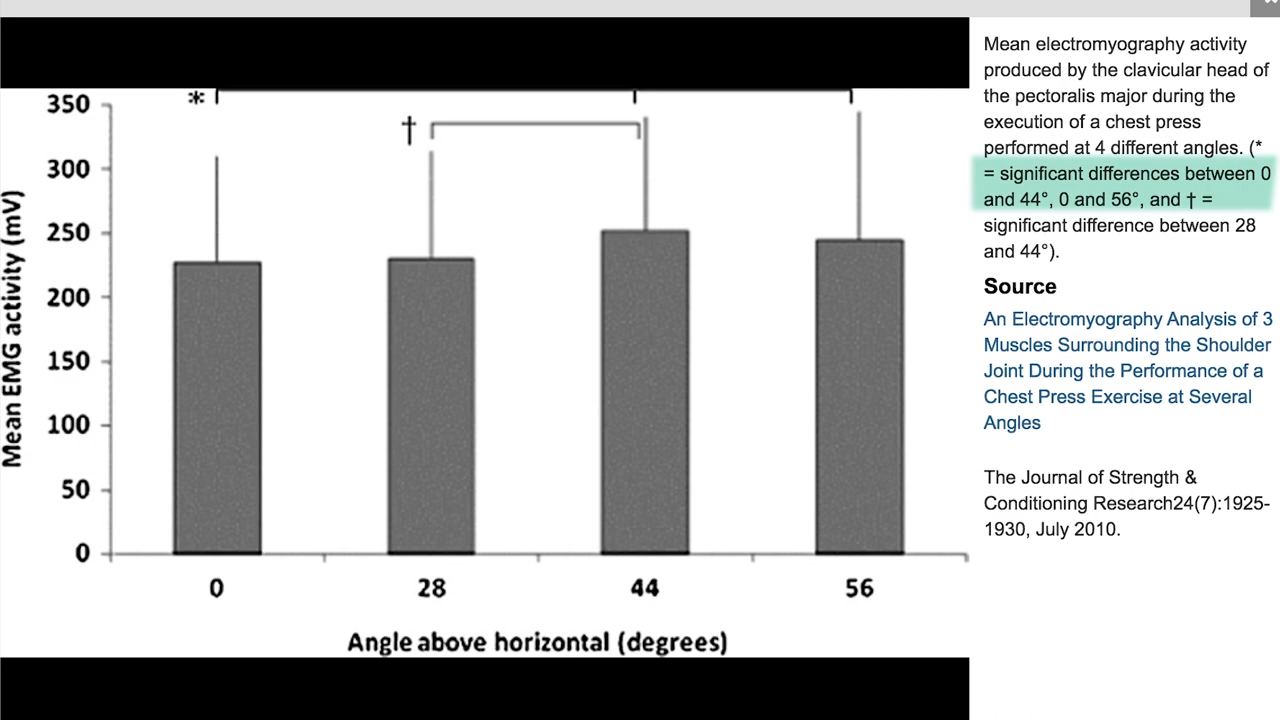 *
†
350
300
250
200
150
100
50
0
Mean EMG activity (mV)
0 28 44 56
Angle above horizontal (degrees)
Mean electromyography activity
produced by the clavicular head of
the pectoralis major during the
execution of a chest press
performed at 4 different angles. (*
= significant differences between 0
and 44°, 0 and 56°, and † =
significant difference between 28
and 44°).
Source
An Electromyography Analysis of 3
Muscles Surrounding the Shoulder
Joint During the Performance of a
Chest Press Exercise at Several
Angles
The Journal of Strength &
Conditioning Research24(7):1925-
1930, July 2010.